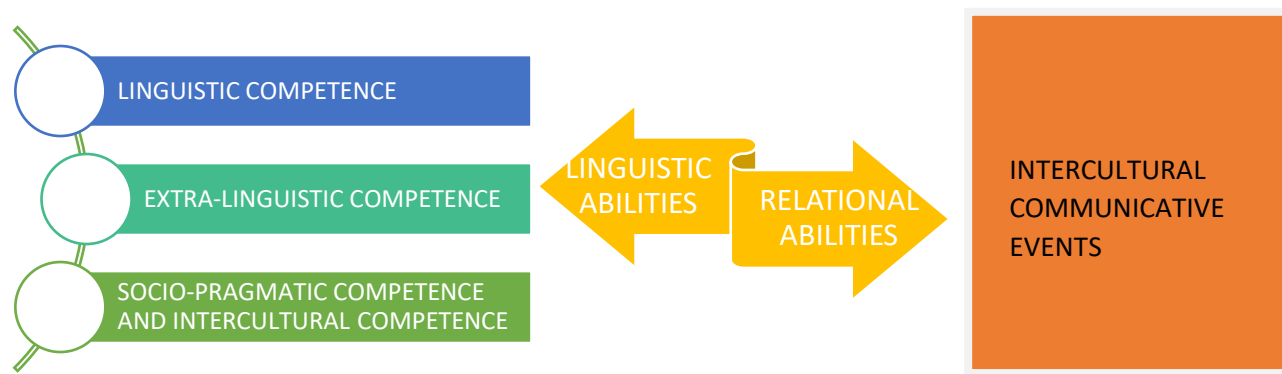 LINGUISTIC COMPETENCE
EXTRA-LINGUISTIC COMPETENCE
SOCIO-PRAGMATIC COMPETENCE
AND INTERCULTURAL COMPETENCE
LINGUISTIC
ABILITIES
RELATIONAL
ABILITIES
INTERCULTURAL
COMMUNICATIVE
EVENTS